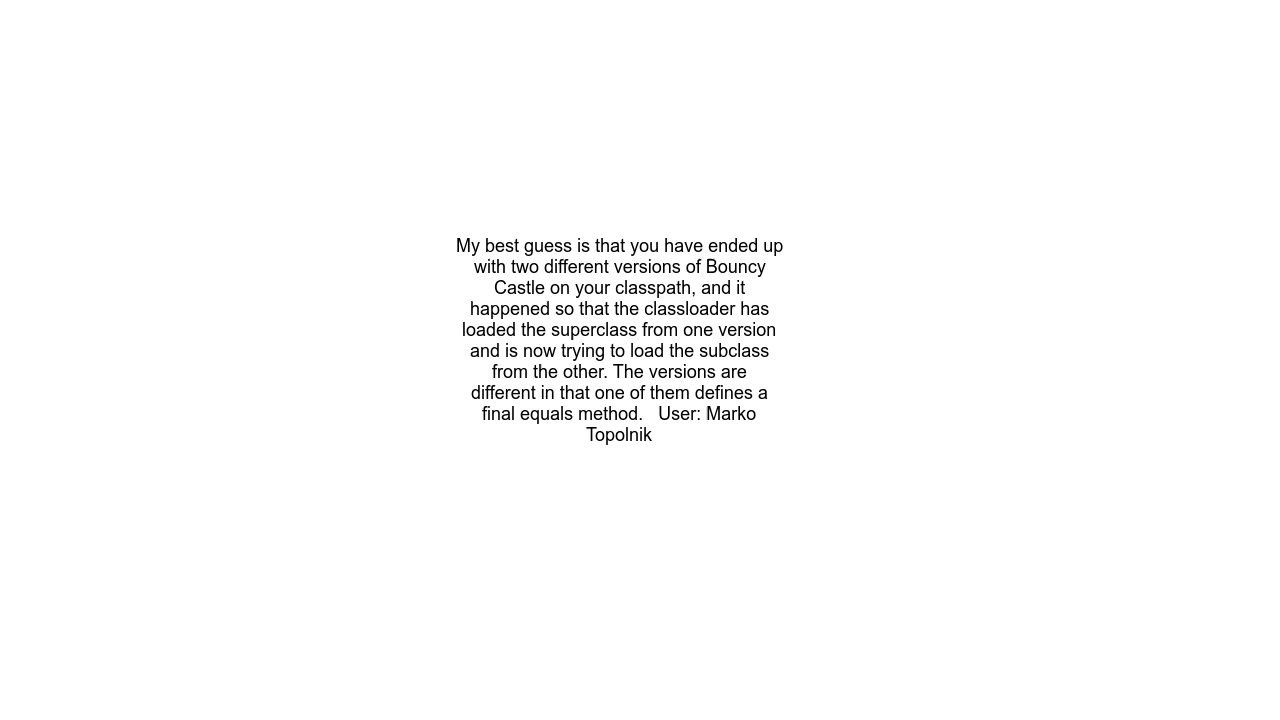 My best guess is that you have ended up
with two different versions of Bouncy
Castle on your classpath, and it
happened so that the classloader has
loaded the superclass from one version
and is now trying to load the subclass
from the other. The versions are
different in that one of them defines a
final equals method.   User: Marko
Topolnik